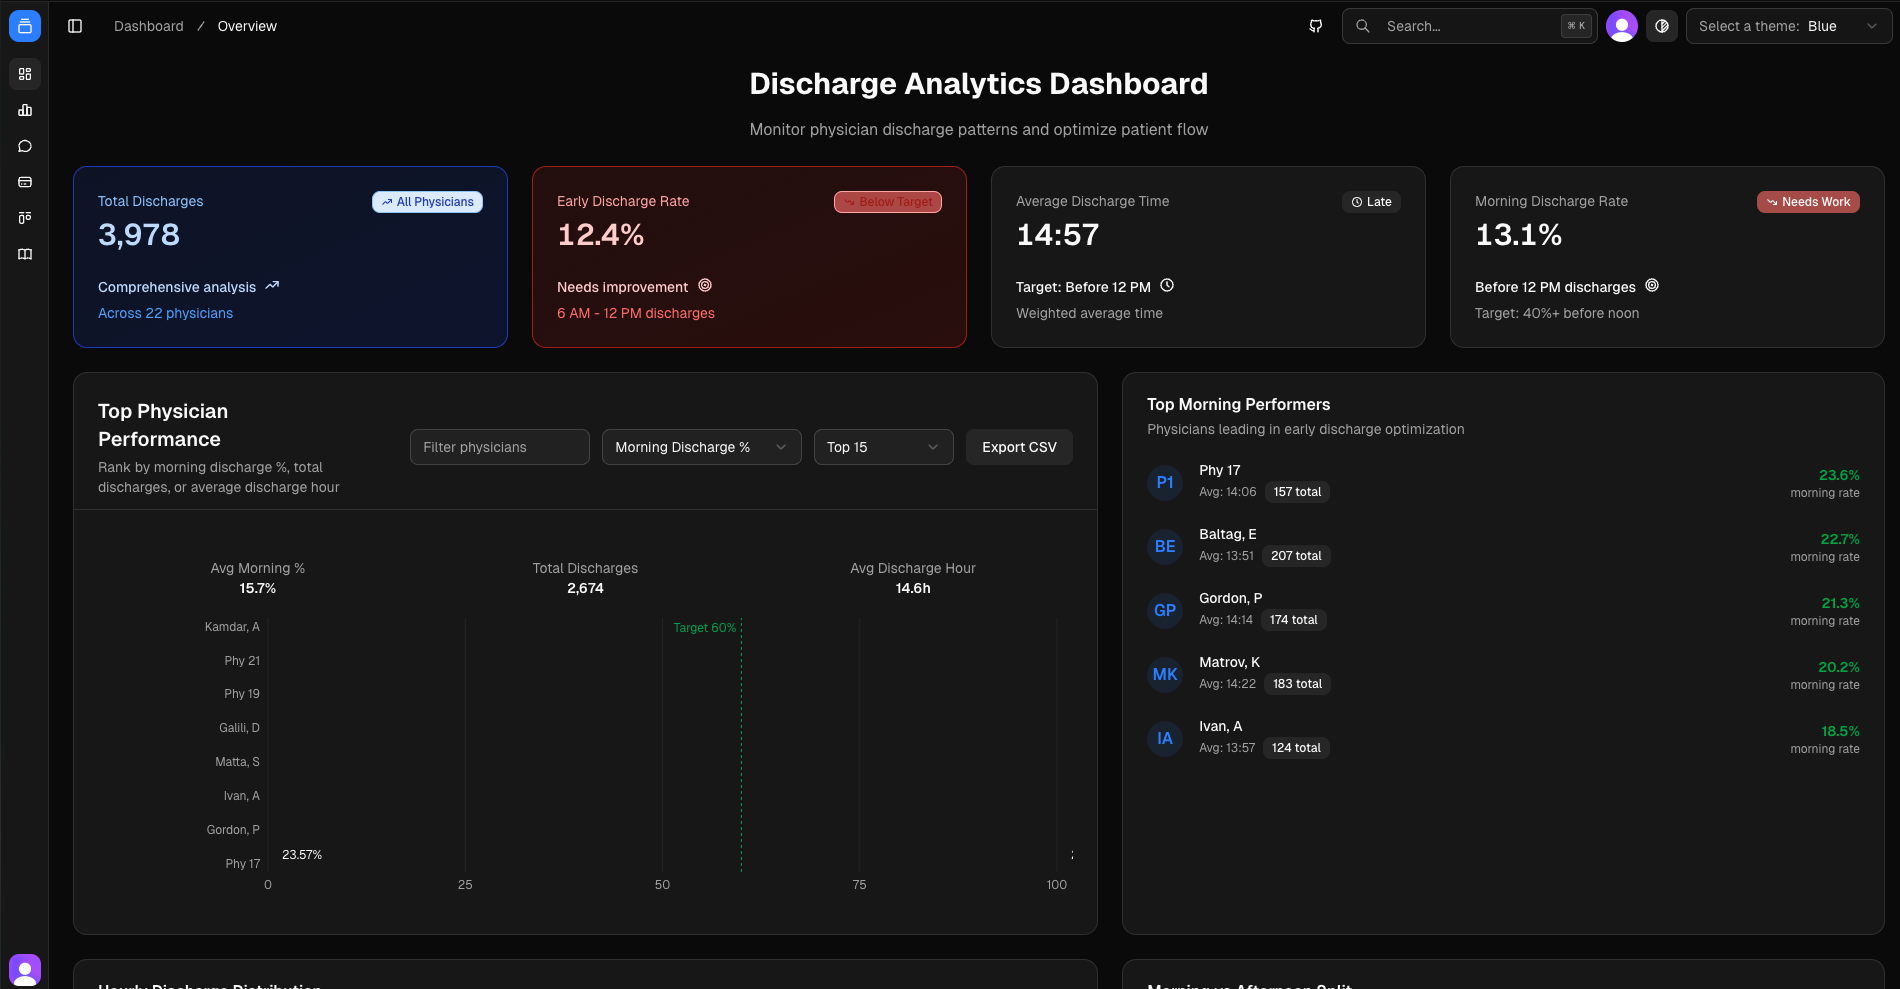 Dashboard / Overview
Search...
⌘ K
Select a theme: Blue
Discharge Analytics Dashboard
Monitor physician discharge patterns and optimize patient flow
Total Discharges
All Physicians
3,978
Comprehensive analysis
Across 22 physicians
Early Discharge Rate
Below Target
12.4%
Needs improvement
6 AM - 12 PM discharges
Average Discharge Time
Late
14:57
Target: Before 12 PM
Weighted average time
Morning Discharge Rate
Needs Work
13.1%
Before 12 PM discharges
Target: 40%+ before noon
Top Physician
Performance
Rank by morning discharge %, total
discharges, or average discharge hour
Filter physicians
Morning Discharge %
Top 15
Export CSV
Avg Morning %
15.7%
Total Discharges
2,674
Avg Discharge Hour
14.6h
Target 60%
Kamdar, A
Phy 21
Phy 19
Galili, D
Matta, S
Ivan, A
Gordon, P
Phy 17
23.57%
0
25
50
75
100
Top Morning Performers
Physicians leading in early discharge optimization
P1
Phy 17
Avg: 14:06
157 total
23.6%
morning rate
BE
Baltag, E
Avg: 13:51
207 total
22.7%
morning rate
GP
Gordon, P
Avg: 14:14
174 total
21.3%
morning rate
MK
Matrov, K
Avg: 14:22
183 total
20.2%
morning rate
IA
Ivan, A
Avg: 13:57
124 total
18.5%
morning rate
Hourly Discharge Distribution
Morning vs Afternoon Split